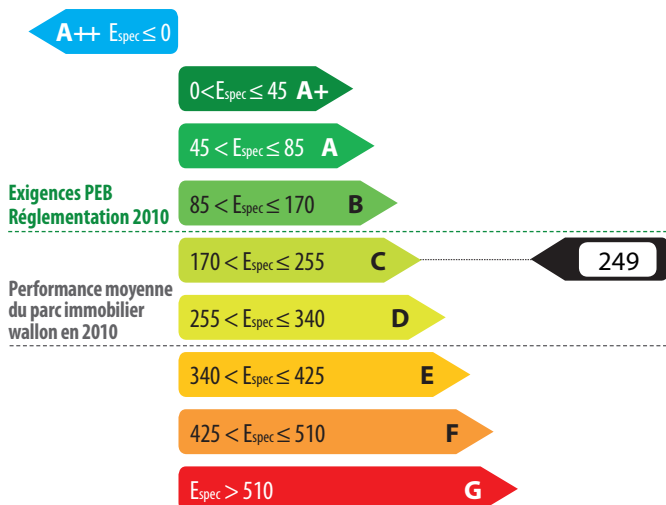 A++ Espec ≤ 0
0<Espec ≤ 45 A+
45 < Espec ≤ 85 A
Exigences PEB
Réglementation 2010
85 < Espec ≤ 170 B
170 < Espec ≤ 255 C
249
Performance moyenne
du parc immobilier
wallon en 2010
255 < Espec ≤ 340 D
340 < Espec ≤ 425 E
425 < Espec ≤ 510 F
Espec > 510 G